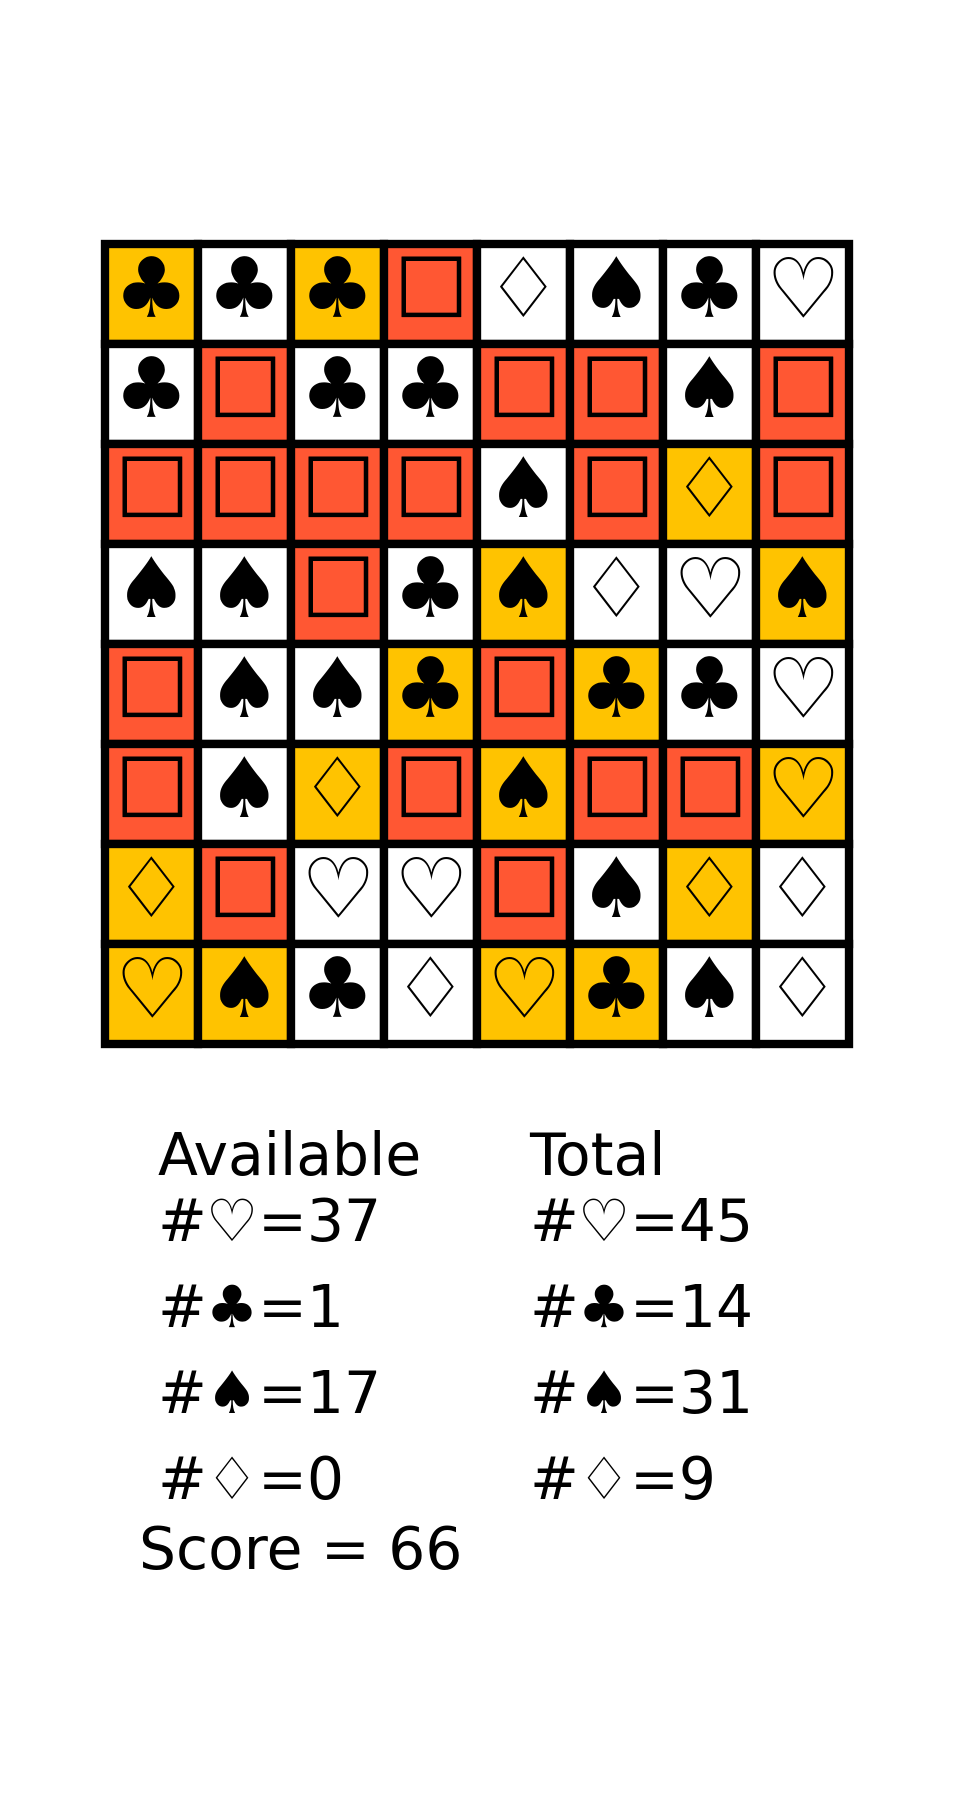 ♣ ♣ ♣ □ ♢ ♠ ♣ ♡
♣ □ ♣ ♣ □ □ ♠ □
□ □ □ □ ♠ □ ♢ □
♠ ♠ □ ♣ ♠ ♢ ♡ ♠
□ ♠ ♠ ♣ □ ♣ ♣ ♡
□ ♠ ♢ □ ♠ □ □ ♡
♢ □ ♡ ♡ □ ♠ ♢ ♢
♡ ♠ ♣ ♢ ♡ ♣ ♠ ♢
Available Total
#♡=37 #♡=45
#♣=1 #♣=14
#♠=17 #♠=31
#♢=0 #♢=9
Score = 66